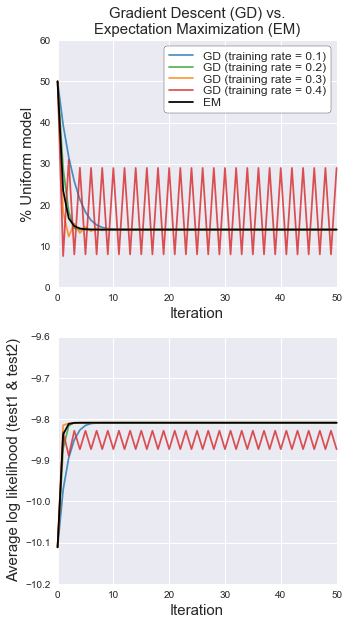 Gradient Descent (GD) vs.
Expectation Maximization (EM)
60
50
40
30
20
10
0
% Uniform model
GD (training rate = 0.1)
GD (training rate = 0.2)
GD (training rate = 0.3)
GD (training rate = 0.4)
EM
0 10 20 30 40 50
Iteration
−9.6
−9.7
−9.8
−9.9
−10.0
−10.1
−10.2
Average log likelihood (test1 & test2)
0 10 20 30 40 50
Iteration